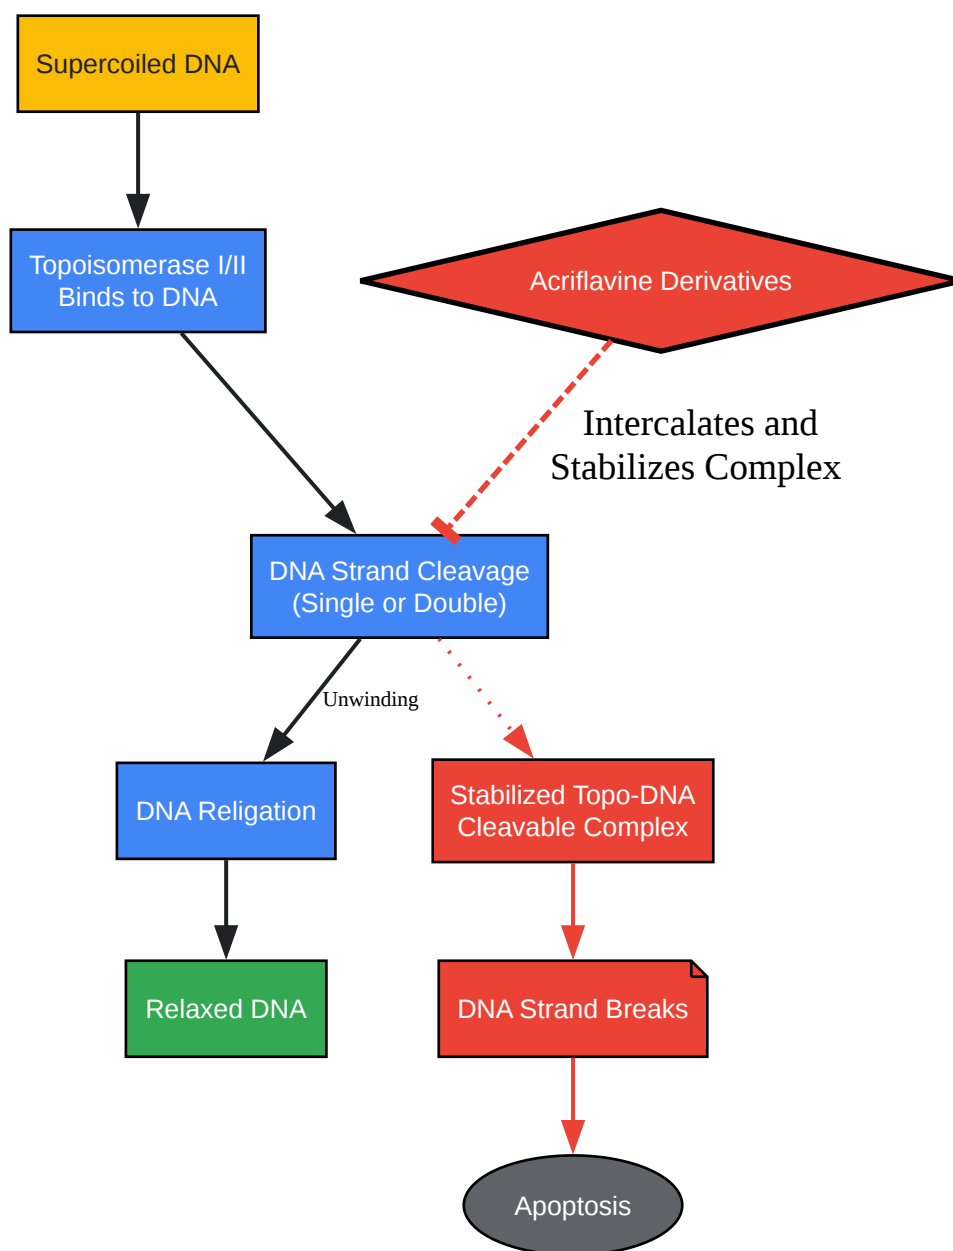 Supercoiled DNA
Topoisomerase I/II
Binds to DNA
Acriflavine Derivatives
Intercalates and
Stabilizes Complex
DNA Strand Cleavage
(Single or Double)
Unwinding
DNA Religation
Stabilized Topo-DNA
Cleavable Complex
Relaxed DNA
DNA Strand Breaks
Apoptosis